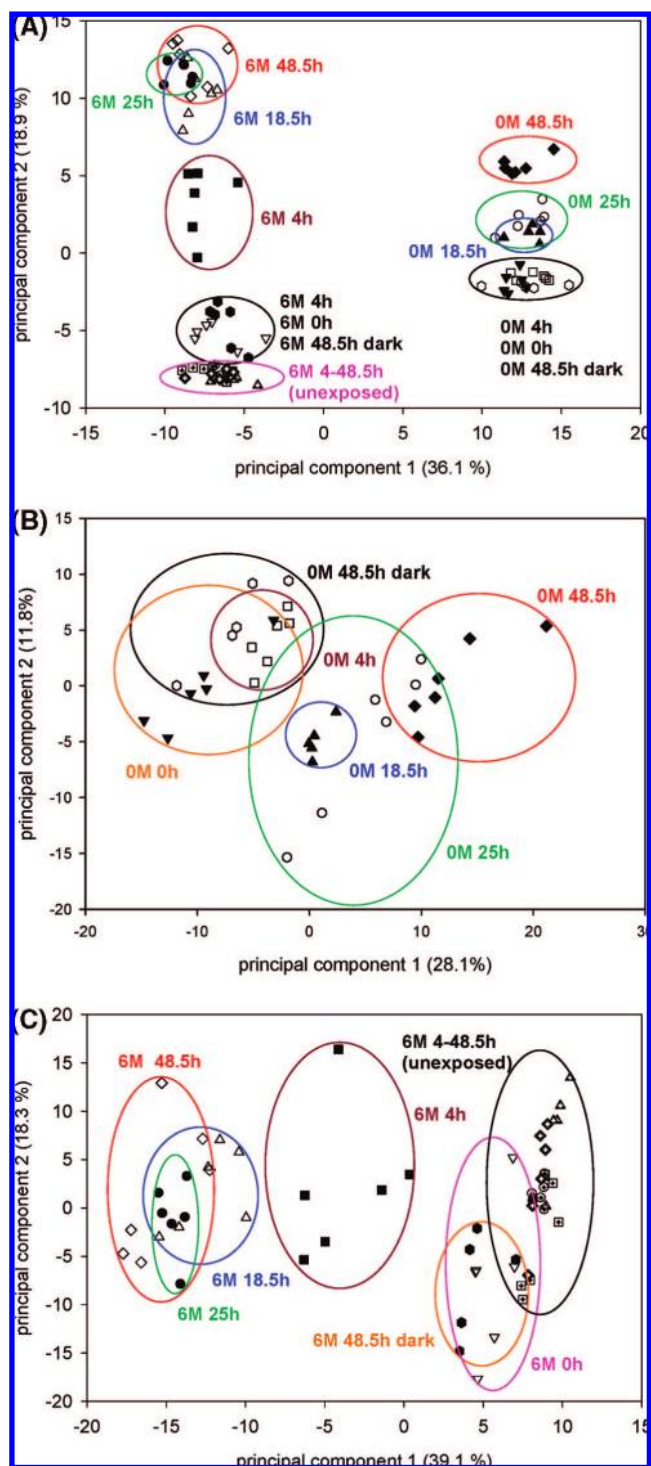 (A)
6M 48.5h
6M 25h
6M 18.5h
0M 48.5h
0M 25h
6M 4h
0M 18.5h
6M 4h
6M 0h
6M 48.5h dark
6M 4-48.5h
(unexposed)
0M 4h
0M 0h
0M 48.5h dark
principal component 2 (18.9 %)
15
10
5
0
-5
-10
-15 -10 -5 0 5 10 15 20
principal component 1 (36.1 %)
(B)
0M 48.5h dark
0M 48.5h
0M 4h
0M 18.5h
0M 0h
0M 25h
principal component 2 (11.8%)
15
10
5
0
-5
-10
-15
-20
-20 -10 0 10 20 30
principal component 1 (28.1%)
(C)
6M 48.5h
6M 4-48.5h
(unexposed)
6M 4h
6M 18.5h
6M 25h
6M 48.5h dark
6M 0h
principal component 2 (18.3 %)
20
15
10
5
0
-5
-10
-15
-20
-20 -15 -10 -5 0 5 10 15
principal component 1 (39.1 %)